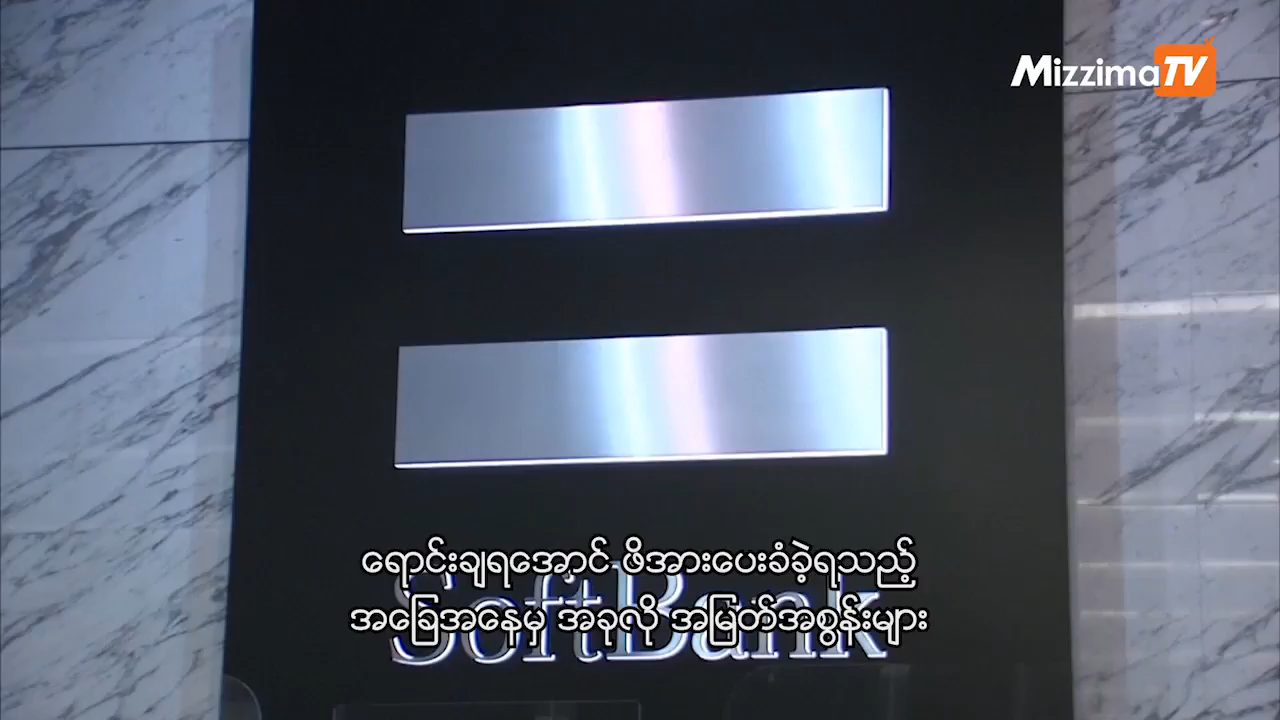 MizzimaTV
ရောင်းချရအောင် ဖိအားပေးခံခဲ့ရသည့်
အခြေအနေမှ အခုလို အမြတ်အစွန်းများ
SoftBank